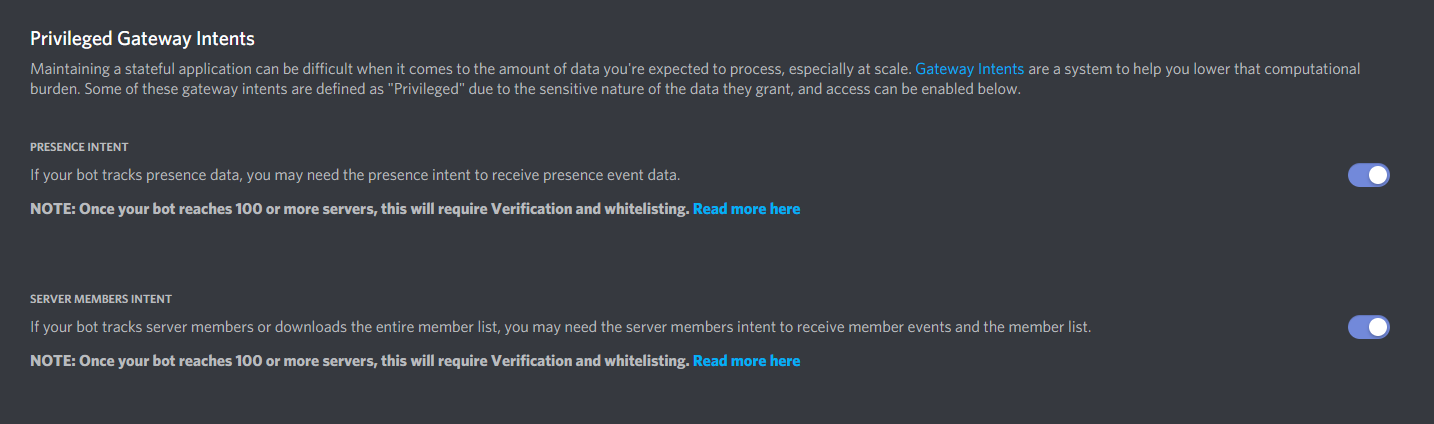 Privileged Gateway Intents
Maintaining a stateful application can be difficult when it comes to the amount of data you're expected to process, especially at scale. Gateway Intents are a system to help you lower that computational
burden. Some of these gateway intents are defined as "Privileged" due to the sensitive nature of the data they grant, and access can be enabled below.
PRESENCE INTENT
If your bot tracks presence data, you may need the presence intent to receive presence event data.
NOTE: Once your bot reaches 100 or more servers, this will require Verification and whitelisting. Read more here
SERVER MEMBERS INTENT
If your bot tracks server members or downloads the entire member list, you may need the server members intent to receive member events and the member list.
NOTE: Once your bot reaches 100 or more servers, this will require Verification and whitelisting. Read more here